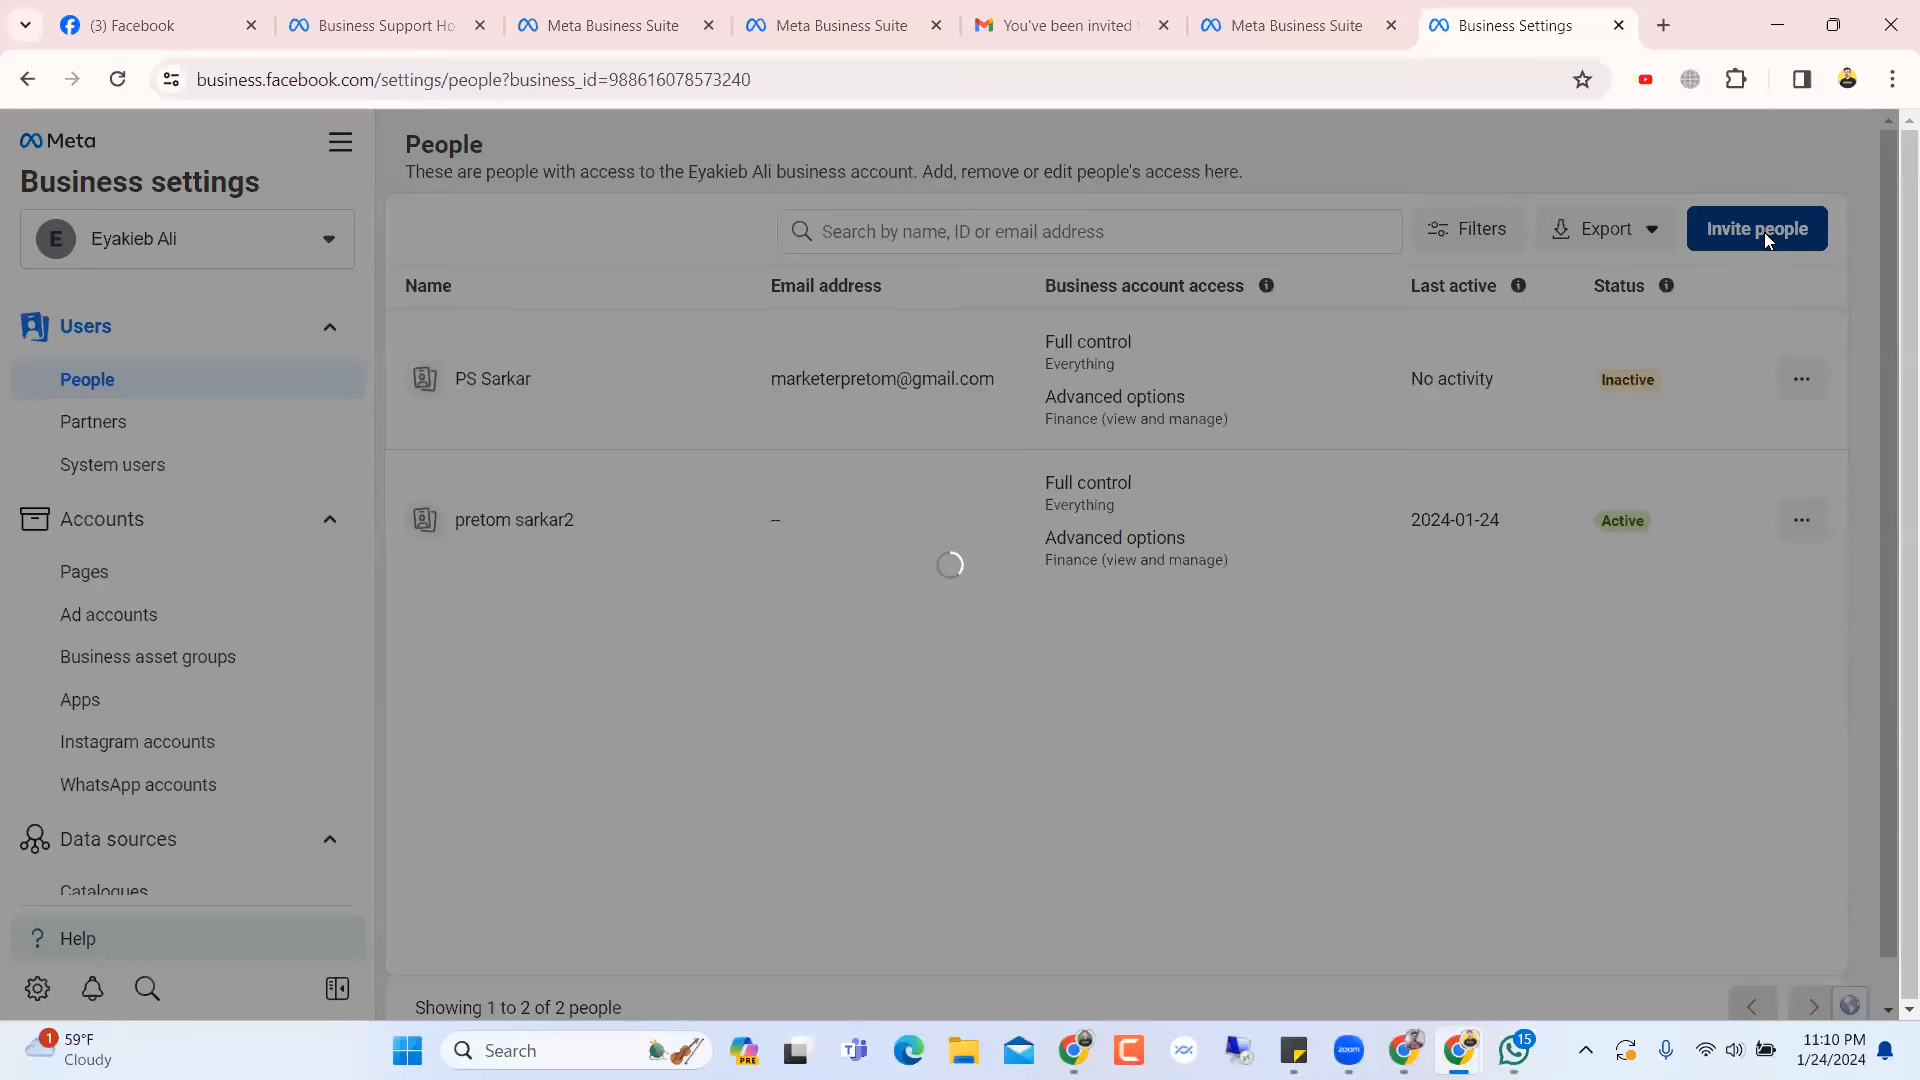 (3) Facebook
Business Support Ho
Meta Business Suite
Meta Business Suite
You've been invited t
Meta Business Suite
Business Settings
business.facebook.com/settings/people?business_id=988616078573240
Meta
Business settings
E
Eyakieb Ali
Users
People
Partners
System users
Accounts
Pages
Ad accounts
Business asset groups
Apps
Instagram accounts
WhatsApp accounts
Data sources
Catalogues
? Help
People
These are people with access to the Eyakieb Ali business account. Add, remove or edit people's access here.
Search by name, ID or email address
Filters
Export
Invite people
Name Email address Business account access Last active Status
PS Sarkar marketerpretom@gmail.com Full control
Everything
Advanced options
Finance (view and manage)
No activity Inactive
pretom sarkar2 -- Full control
Everything
Advanced options
Finance (view and manage)
2024-01-24 Active
Showing 1 to 2 of 2 people
1
59°F
Cloudy
Search
PRE
zoom
15
11:10 PM
1/24/2024